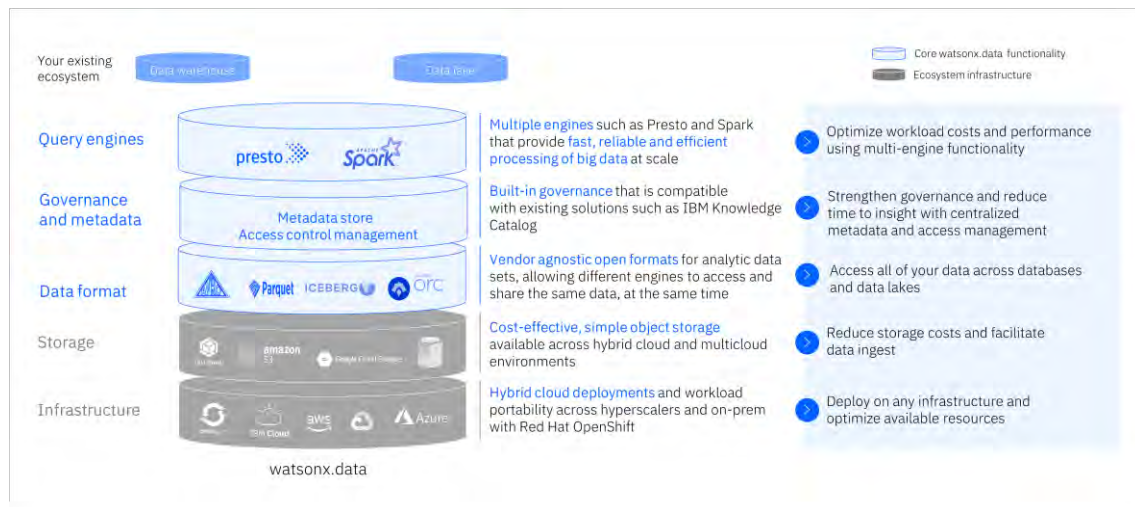 Your existing
ecosystem
Data warehouse
Data lake
Core watsonx.data functionality
Ecosystem infrastructure
Query engines
presto
APACHE
Spark
Multiple engines such as Presto and Spark
that provide fast, reliable and efficient
processing of big data at scale
Optimize workload costs and performance
using multi-engine functionality
Governance
and metadata
Metadata store
Access control management
Built-in governance that is compatible
with existing solutions such as IBM Knowledge
Catalog
Strengthen governance and reduce
time to insight with centralized
metadata and access management
Data format
Parquet
ICEBERG
orc
Vendor agnostic open formats for analytic data
sets, allowing different engines to access and
share the same data, at the same time
Access all of your data across databases
and data lakes
Storage
amazon
S3
Cost-effective, simple object storage
available across hybrid cloud and multicloud
environments
Reduce storage costs and facilitate
data ingest
Infrastructure
IBM Cloud
aws
Azure
Hybrid cloud deployments and workload
portability across hyperscalers and on-prem
with Red Hat OpenShift
Deploy on any infrastructure and
optimize available resources
watsonx.data